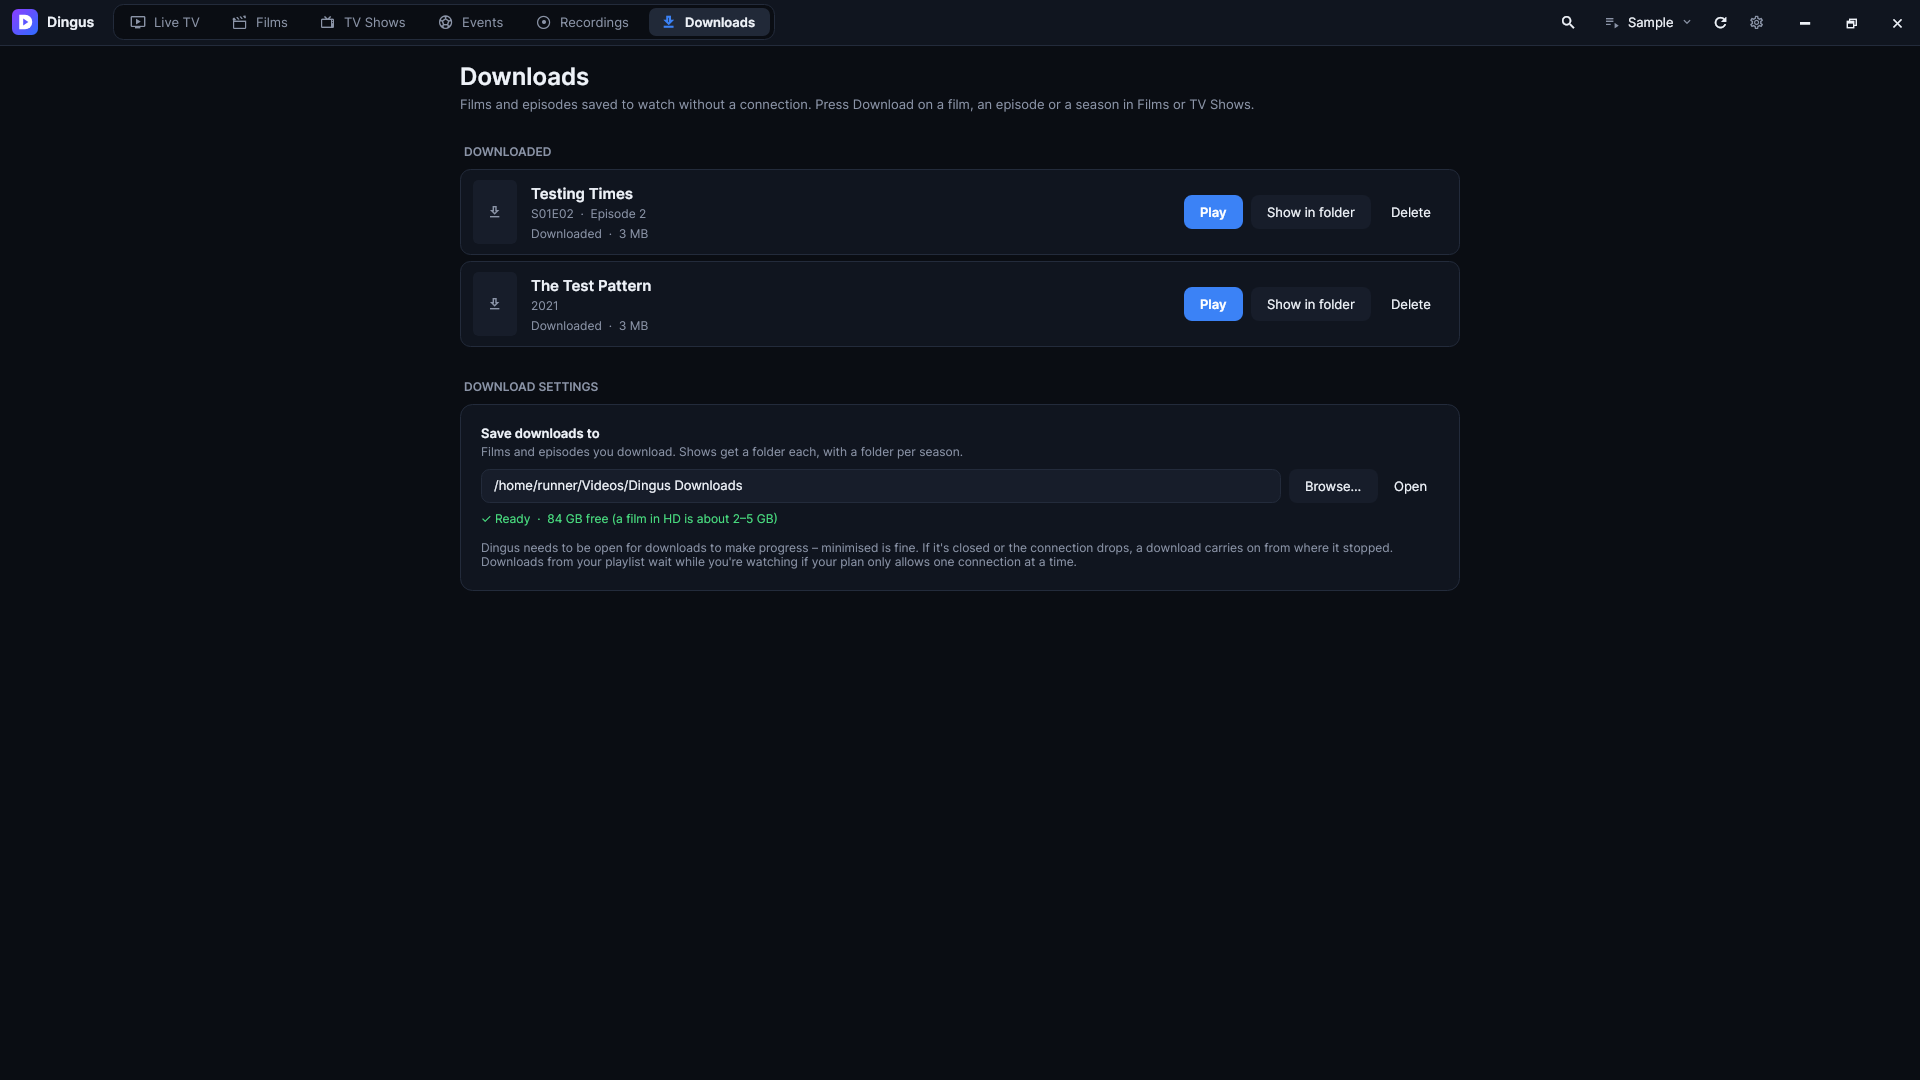 Dingus
Live TV
Films
TV Shows
Events
Recordings
Downloads
Sample
Downloads
Films and episodes saved to watch without a connection. Press Download on a film, an episode or a season in Films or TV Shows.
DOWNLOADED
Testing Times
S01E02 · Episode 2
Downloaded · 3 MB
Play
Show in folder
Delete
The Test Pattern
2021
Downloaded · 3 MB
Play
Show in folder
Delete
DOWNLOAD SETTINGS
Save downloads to
Films and episodes you download. Shows get a folder each, with a folder per season.
/home/runner/Videos/Dingus Downloads
Browse...
Open
✓ Ready · 84 GB free (a film in HD is about 2–5 GB)
Dingus needs to be open for downloads to make progress – minimised is fine. If it's closed or the connection drops, a download carries on from where it stopped.
Downloads from your playlist wait while you're watching if your plan only allows one connection at a time.